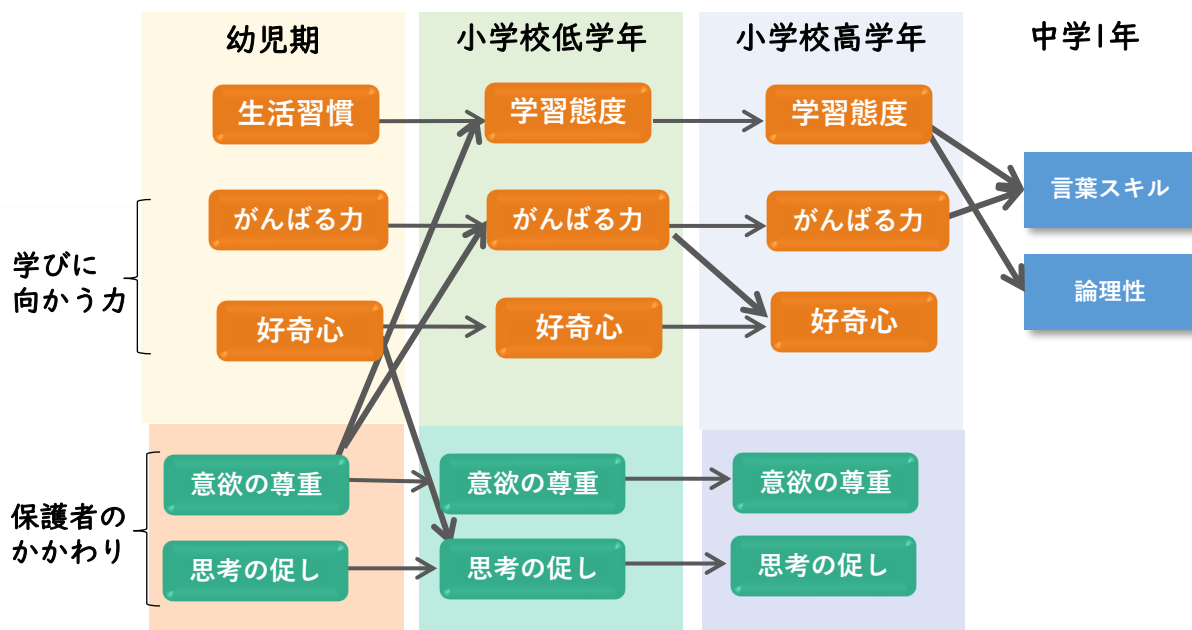 幼児期
小学校低学年
小学校高学年
中学1年
生活習慣
学習態度
学習態度
言葉スキル
がんばる力
がんばる力
がんばる力
学びに
向かう力
論理性
好奇心
好奇心
好奇心
意欲の尊重
意欲の尊重
意欲の尊重
保護者の
かかわり
思考の促し
思考の促し
思考の促し